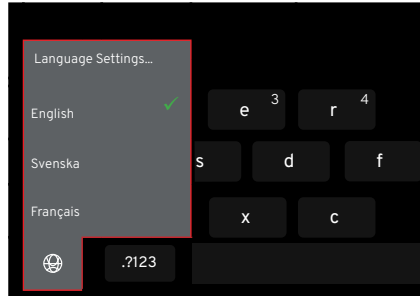 Language Settings...
English ✓
e 3 r 4
Svenska
s d f
Français
x c
.?123